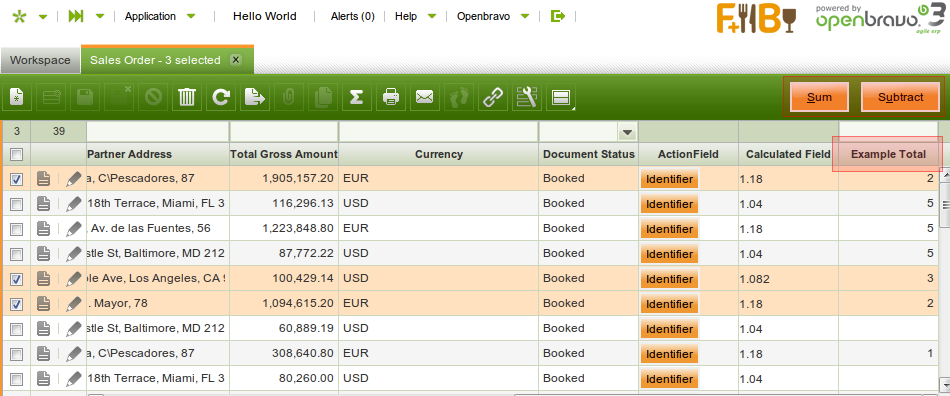 Application Hello World Alerts (0) Help Openbravo
F+IIB powered by openbravo 3 agile erp
Workspace Sales Order - 3 selected x
Sum Subtract
3 39
Partner Address Total Gross Amount Currency Document Status ActionField Calculated Field Example Total
a, C\Pescadores, 87 1,905,157.20 EUR Booked Identifier 1.18 2
18th Terrace, Miami, FL 3 116,296.13 USD Booked Identifier 1.04 5
. Av. de las Fuentes, 56 1,223,848.80 EUR Booked Identifier 1.18 5
stle St, Baltimore, MD 212 87,772.22 USD Booked Identifier 1.04 5
ple Ave, Los Angeles, CA 9 100,429.14 USD Booked Identifier 1.082 3
. Mayor, 78 1,094,615.20 EUR Booked Identifier 1.18 2
stle St, Baltimore, MD 212 60,889.19 USD Booked Identifier 1.04
a, C\Pescadores, 87 308,640.80 EUR Booked Identifier 1.18 1
18th Terrace, Miami, FL 3 80,260.00 USD Booked Identifier 1.04